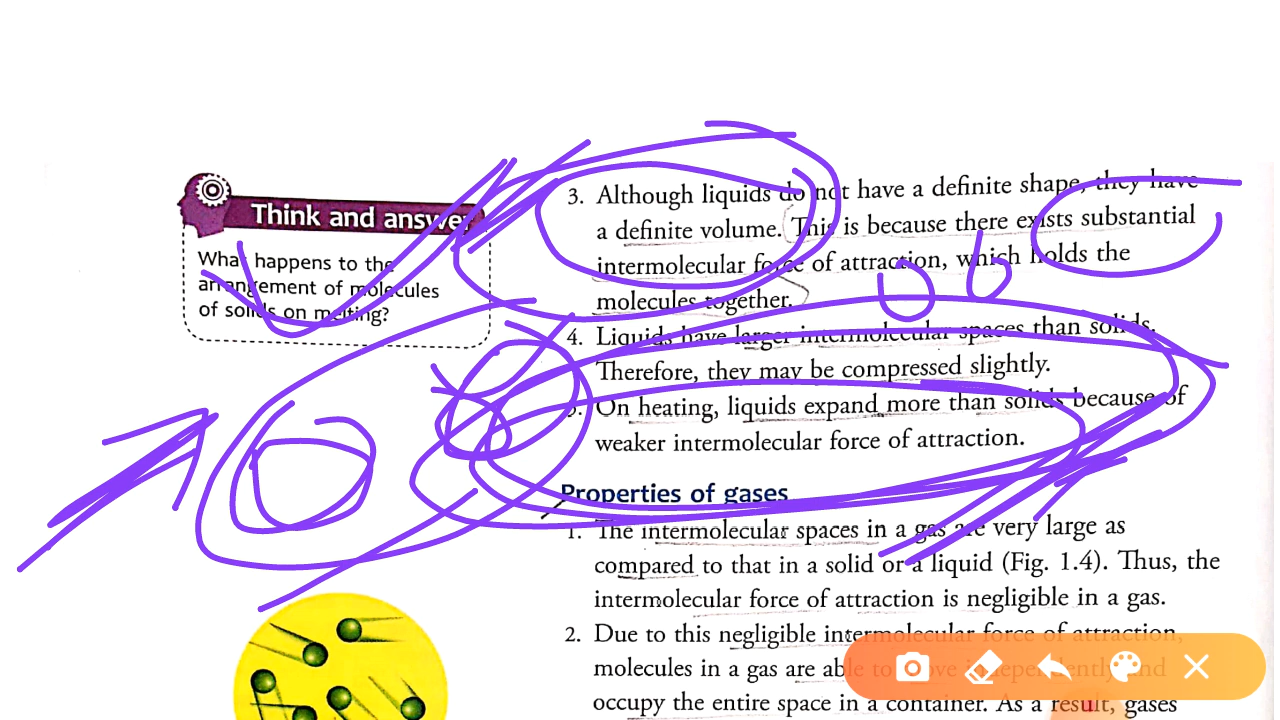 Think and answer
What happens to the
arrangement of molecules
of solids on melting?
3. Although liquids do not have a definite shape, they have
a definite volume. This is because there exists substantial
intermolecular force of attraction, which holds the
molecules together.
4. Liquids have larger intermolecular spaces than solids.
Therefore, they may be compressed slightly.
5. On heating, liquids expand more than solids because of
weaker intermolecular force of attraction.
Properties of gases
1. The intermolecular spaces in a gas are very large as
compared to that in a solid or a liquid (Fig. 1.4). Thus, the
intermolecular force of attraction is negligible in a gas.
2. Due to this negligible intermolecular force of attraction,
molecules in a gas are able to move independently and
occupy the entire space in a container. As a result, gases